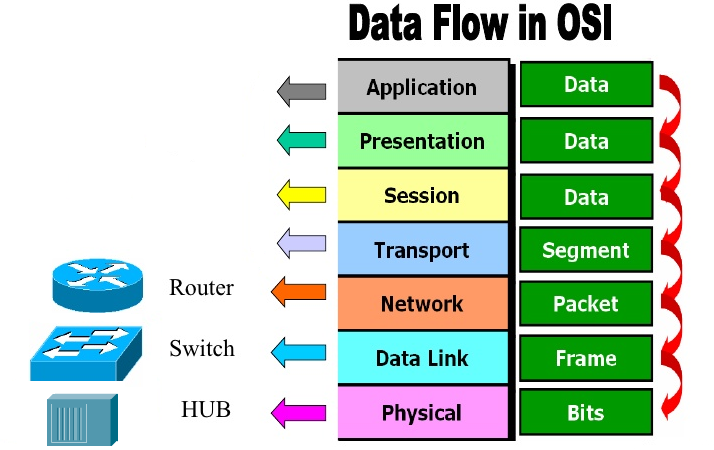 Data Flow in OSI
Application Data
Presentation Data
Session Data
Transport Segment
Router Network Packet
Switch Data Link Frame
HUB Physical Bits